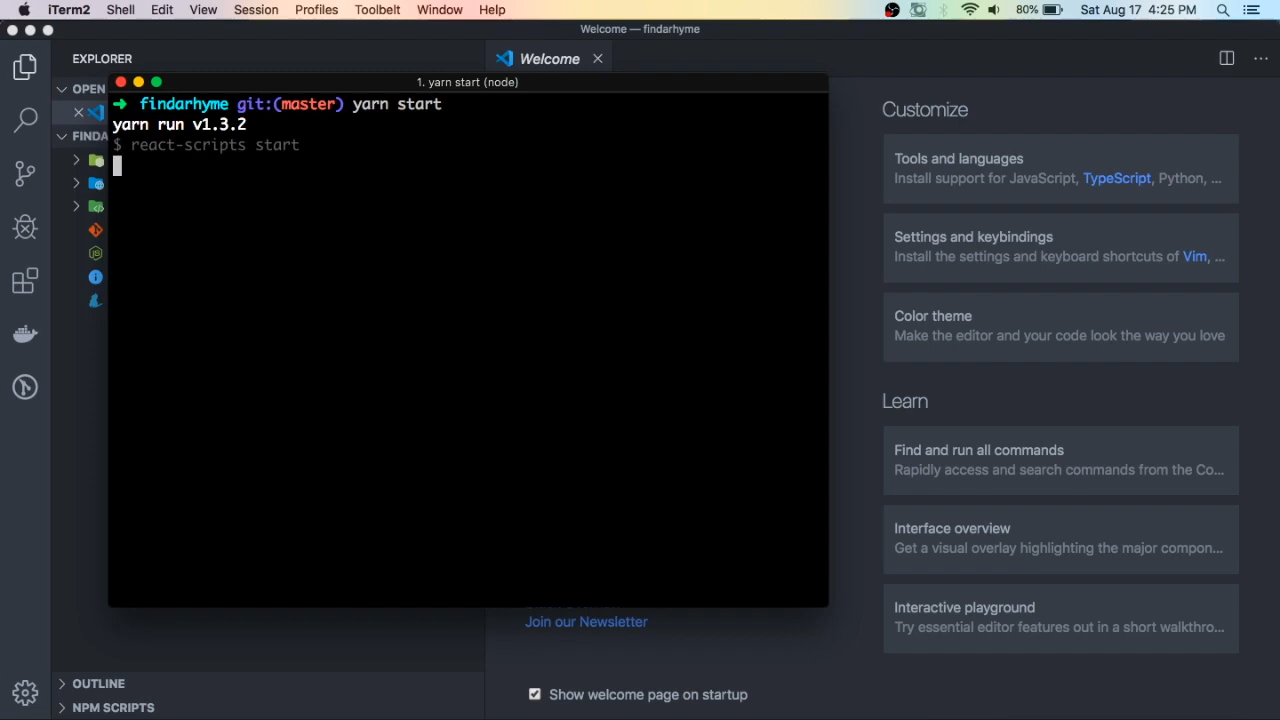 iTerm2 Shell Edit View Session Profiles Toolbelt Window Help 80% Sat Aug 17 4:25 PM
Welcome — findarhyme
EXPLORER
Welcome
OPEN
FINDA
1. yarn start (node)
➜ findarhyme git:(master) yarn start
yarn run v1.3.2
$ react-scripts start
Customize
Tools and languages
Install support for JavaScript, TypeScript, Python, ...
Settings and keybindings
Install the settings and keyboard shortcuts of Vim, ...
Color theme
Make the editor and your code look the way you love
Learn
Find and run all commands
Rapidly access and search commands from the Co...
Interface overview
Get a visual overlay highlighting the major compon...
Interactive playground
Try essential editor features out in a short walkthro...
Join our Newsletter
Show welcome page on startup
OUTLINE
NPM SCRIPTS